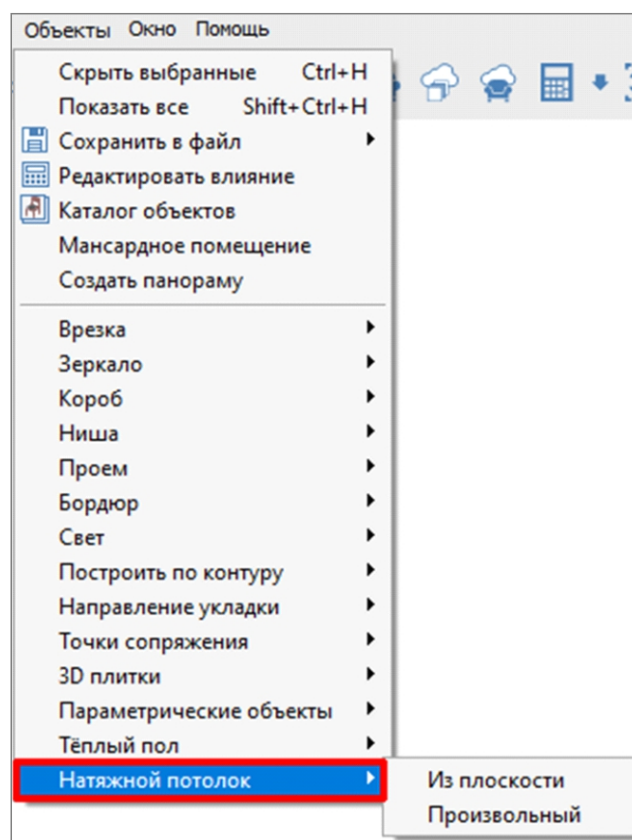 Объекты Окно Помощь
Скрыть выбранные Ctrl+H
Показать все Shift+Ctrl+H
Сохранить в файл
Редактировать влияние
Каталог объектов
Мансардное помещение
Создать панораму
Врезка
Зеркало
Короб
Ниша
Проем
Бордюр
Свет
Построить по контуру
Направление укладки
Точки сопряжения
3D плитки
Параметрические объекты
Тёплый пол
Натяжной потолок
Из плоскости
Произвольный